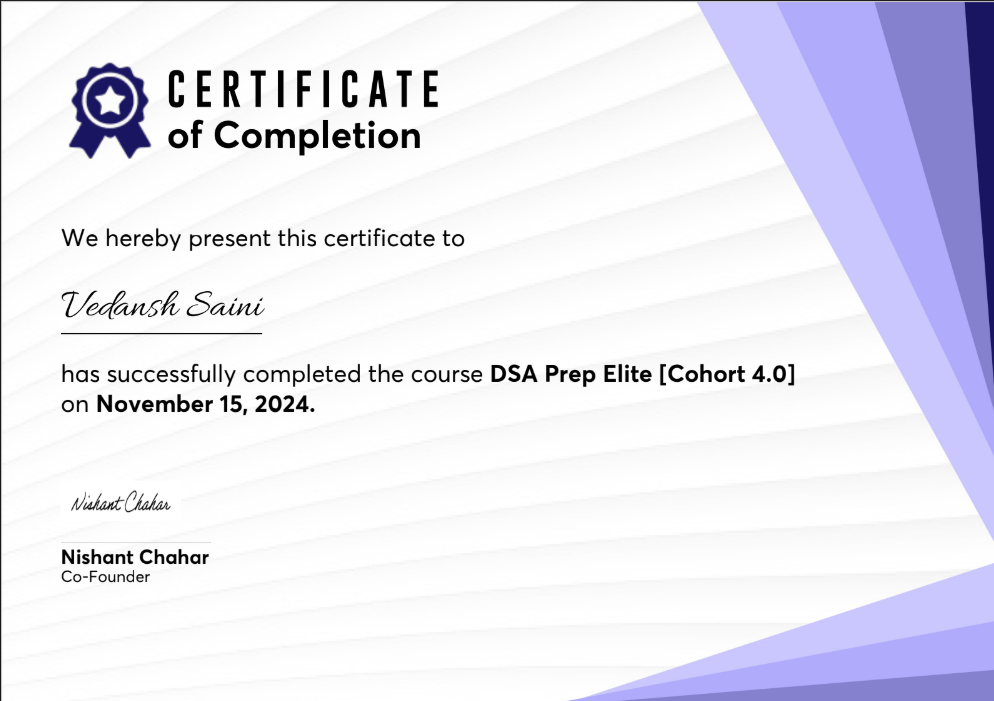 CERTIFICATE
of Completion
We hereby present this certificate to
Vedansh Saini
has successfully completed the course DSA Prep Elite [Cohort 4.0]
on November 15, 2024.
Nishant Chahar
Nishant Chahar
Co-Founder